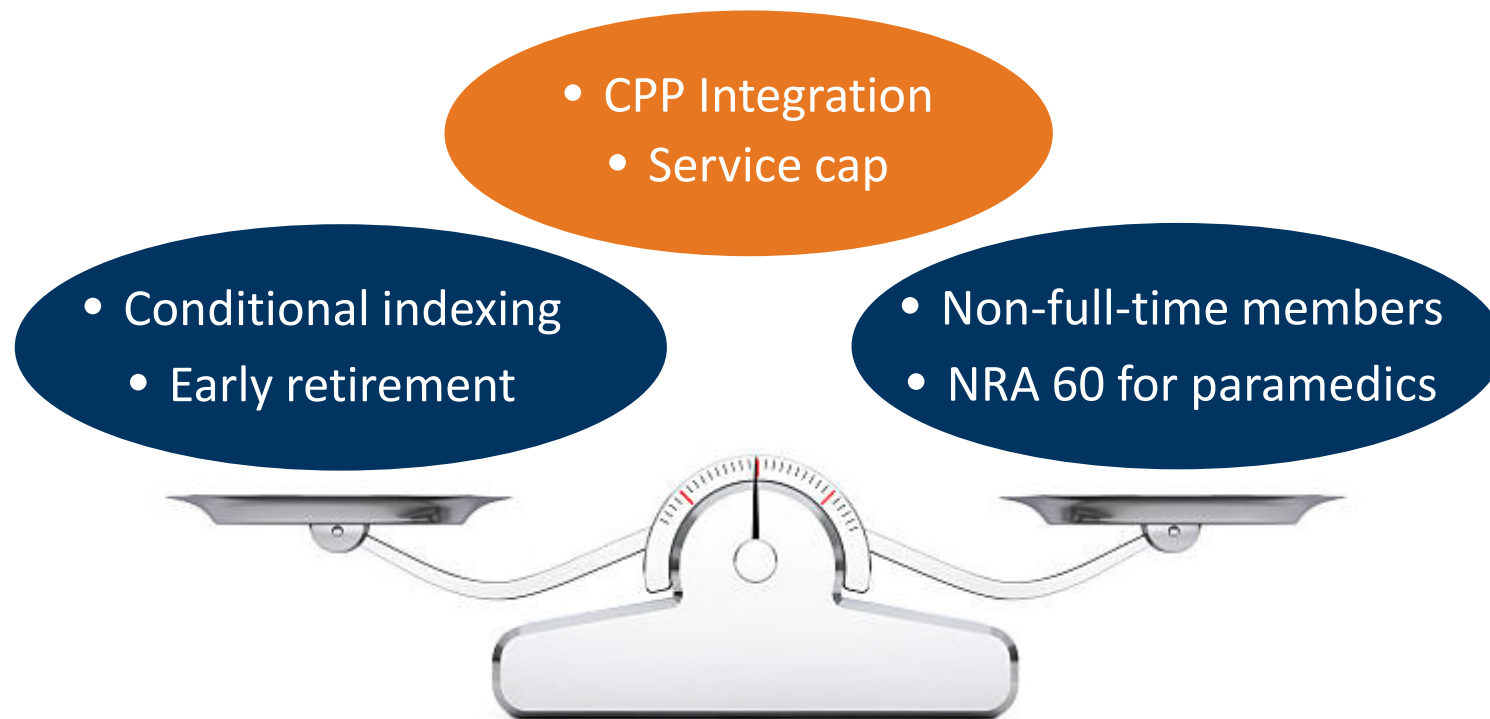 • CPP Integration
• Service cap
• Conditional indexing
• Early retirement
• Non-full-time members
• NRA 60 for paramedics